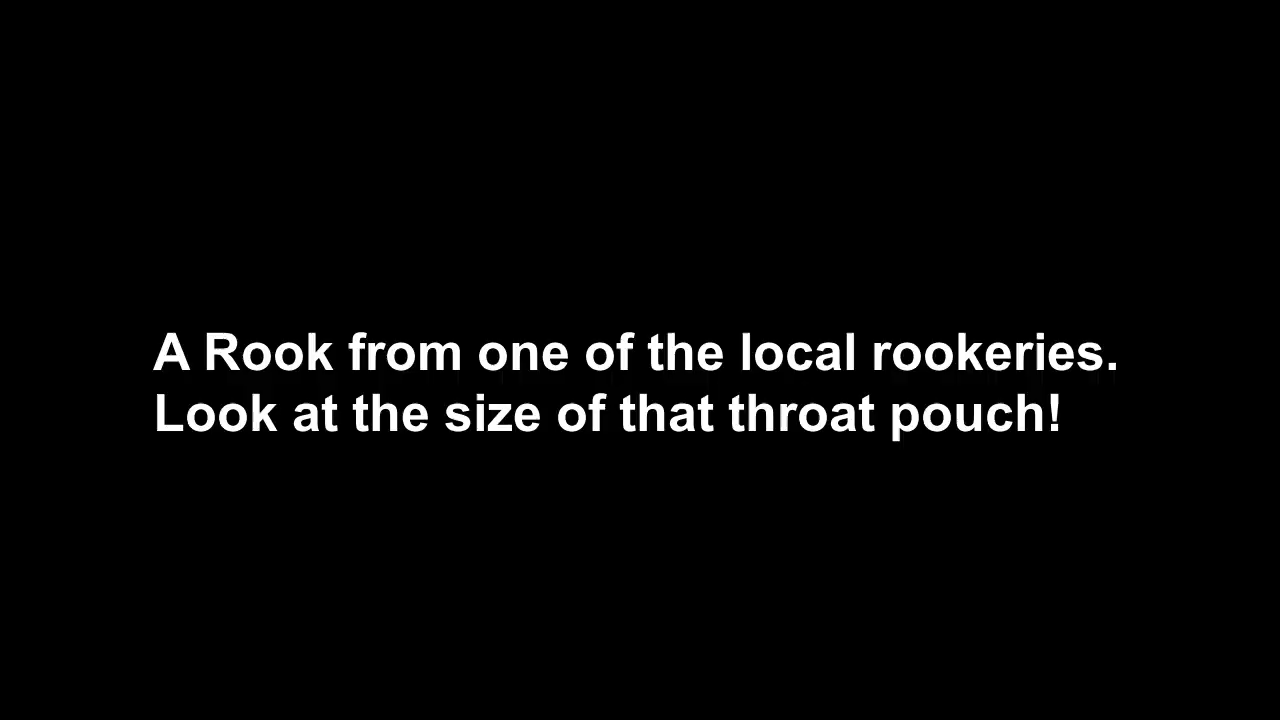 A Rook from one of the local rookeries.
Look at the size of that throat pouch!